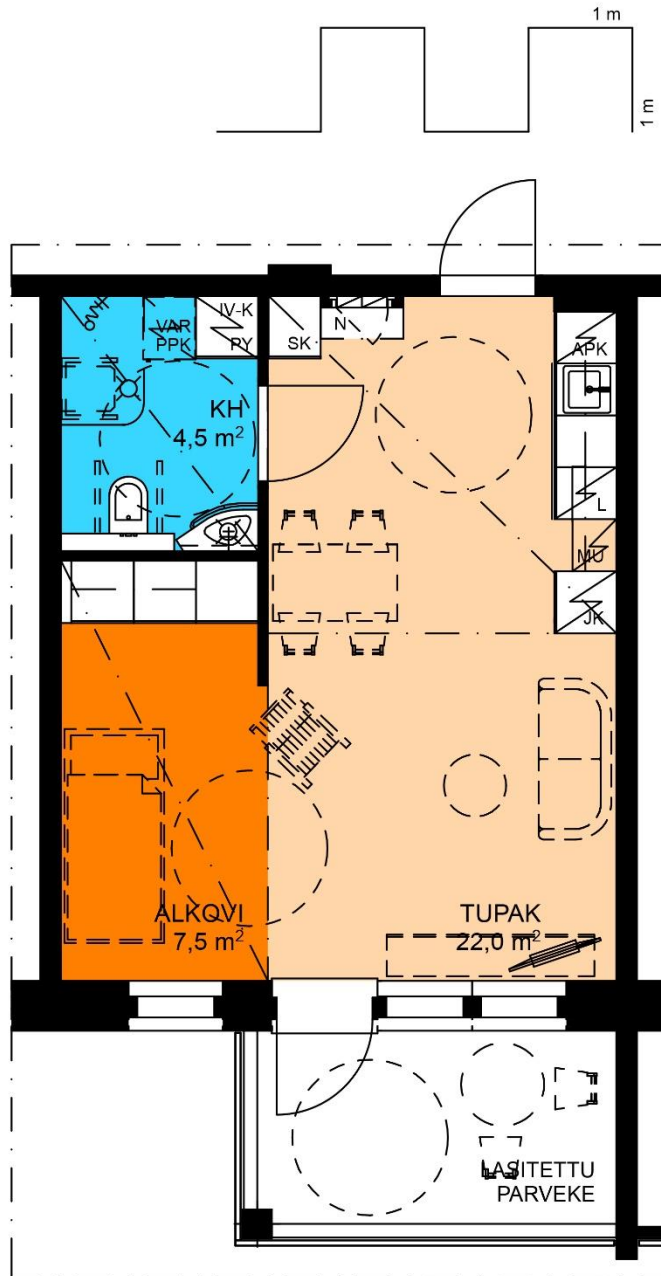 1 m
1 m
VAR
PPK
IV-K
PY
SK
N
APK
KH
4,5 m²
L
MU
JK
ALKOVI
7,5 m²
TUPAK
22,0 m²
LASITETTU
PARVEKE